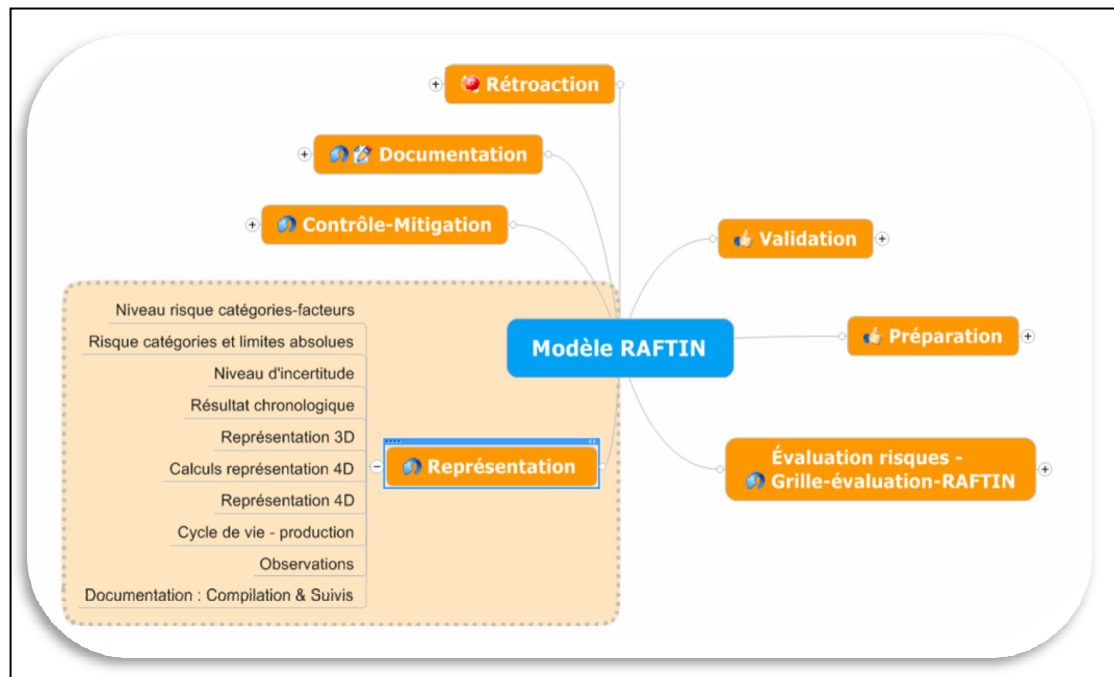 Rétroaction
Documentation
Contrôle-Mitigation
Validation
Niveau risque catégories-facteurs
Risque catégories et limites absolues
Niveau d'incertitude
Résultat chronologique
Représentation 3D
Calculs représentation 4D
Représentation 4D
Cycle de vie - production
Observations
Documentation : Compilation & Suivis
Représentation
Modèle RAFTIN
Préparation
Évaluation risques -
Grille-évaluation-RAFTIN